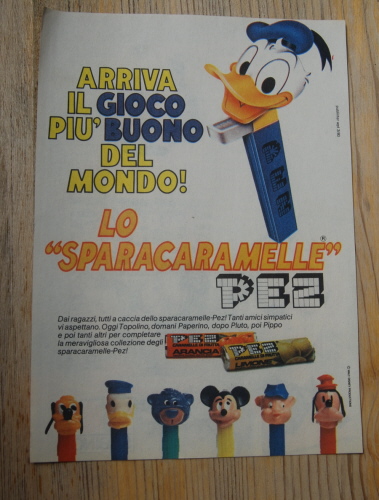 ARRIVA
IL GIOCO
PIU' BUONO
DEL
MONDO!
PEZ
LO
"SPARACARAMELLE"
®
PEZ
Dai ragazzi, tutti a caccia dello sparacaramelle-Pez! Tanti amici simpatici
vi aspettano. Oggi Topolino, domani Paperino, dopo Pluto, poi Pippo
e poi tanti altri per completare
la meravigliosa collezione degli
sparacaramelle-Pez!
PEZ
ARANCIA
PEZ
LIMONE